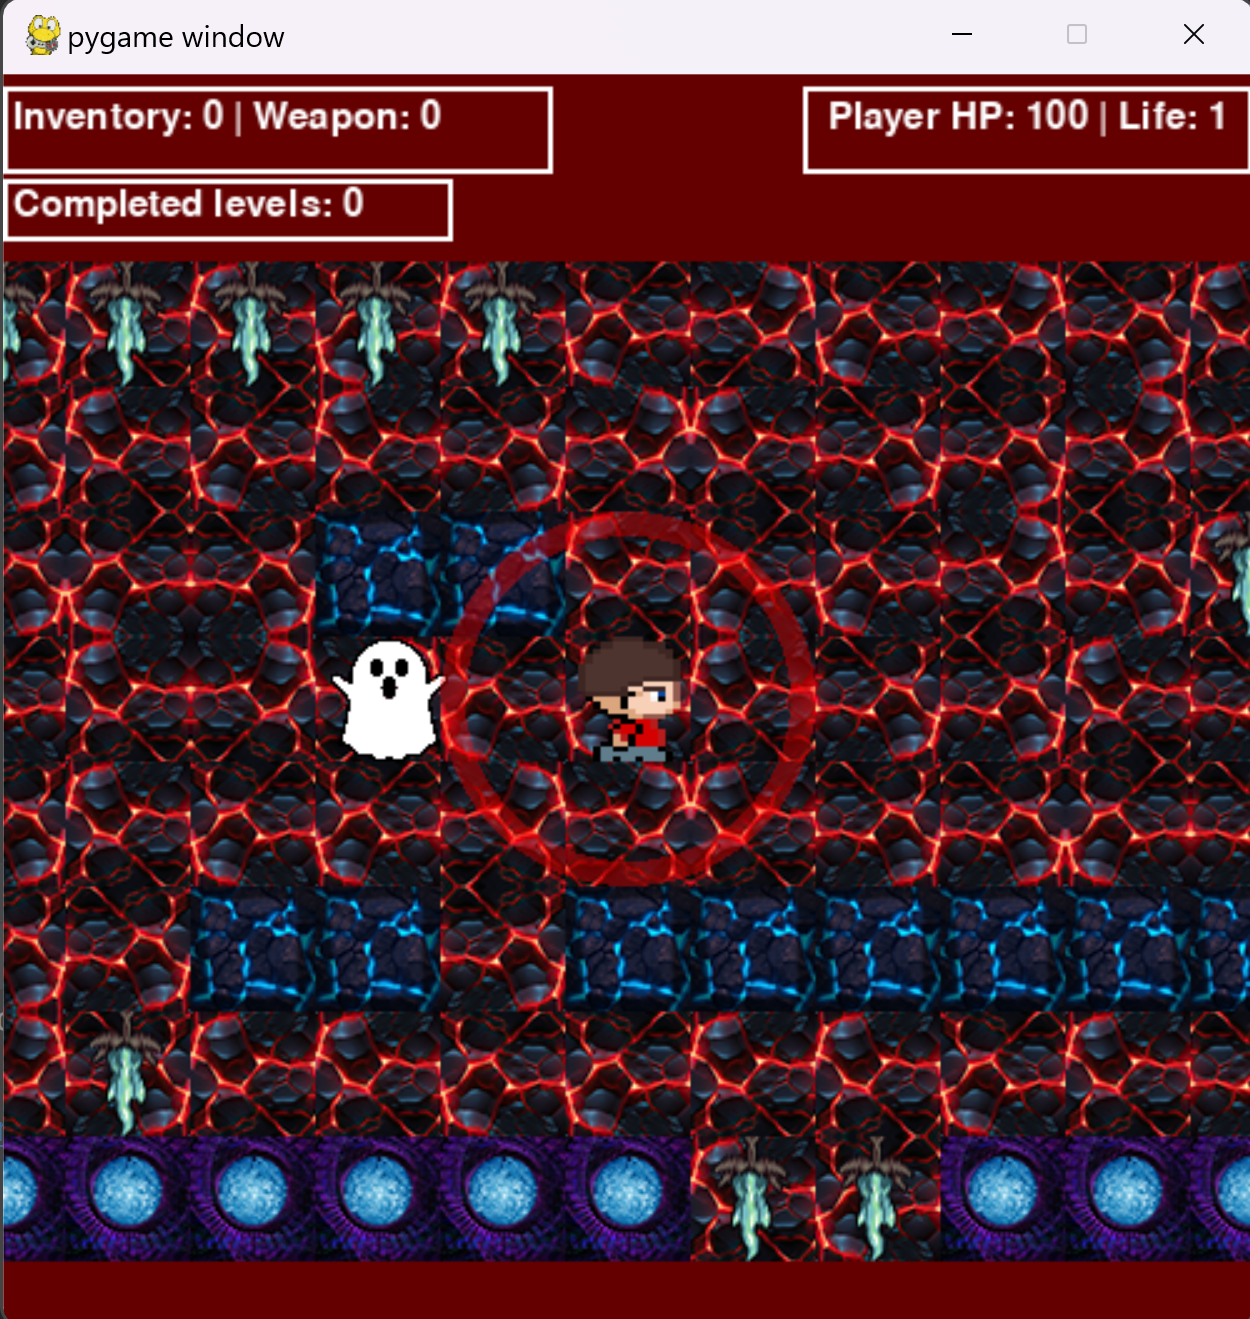 pygame window
Inventory: 0 | Weapon: 0
Player HP: 100 | Life: 1
Completed levels: 0